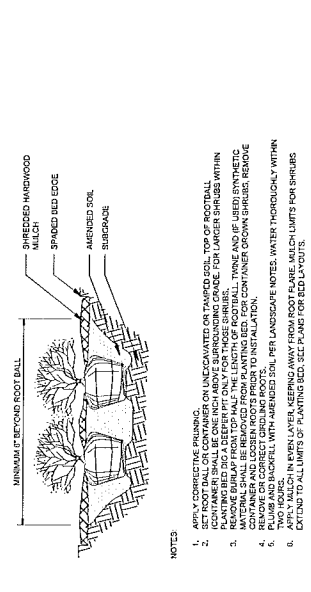 MINIMUM 6" BEYOND ROOT BALL
SHREDDED HARDWOOD
MULCH
SPADED BED EDGE
AMENDED SOIL
SUBGRADE
NOTES:
1. APPLY CORRECTIVE PRUNING.
2. SET ROOT BALL OR CONTAINER ON UNEXCAVATED OR TAMPED SOIL. TOP OF ROOTBALL
(CONTAINER) SHALL BE ONE INCH ABOVE SURROUNDING GRADE. FOR LARGER SHRUBS WITHIN
PLANTING BED DIG A DEEPER PIT ONLY FOR THOSE SHRUBS.
3. REMOVE BURLAP FROM TOP HALF THE LENGTH OF ROOTBALL. TWINE AND (IF USED) SYNTHETIC
MATERIAL SHALL BE REMOVED FROM PLANTING BED. FOR CONTAINER GROWN SHRUBS, REMOVE
CONTAINER AND LOOSEN ROOTS PRIOR TO INSTALLATION.
4. REMOVE OR CORRECT GIRDLING ROOTS.
5. PLUMB AND BACKFILL WITH AMENDED SOIL PER LANDSCAPE NOTES. WATER THOROUGHLY WITHIN
TWO HOURS.
6. APPLY MULCH IN EVEN LAYER, KEEPING AWAY FROM ROOT FLARE. MULCH LIMITS FOR SHRUBS
EXTEND TO ALL LIMITS OF PLANTING BED. SEE PLANS FOR BED LAYOUTS.